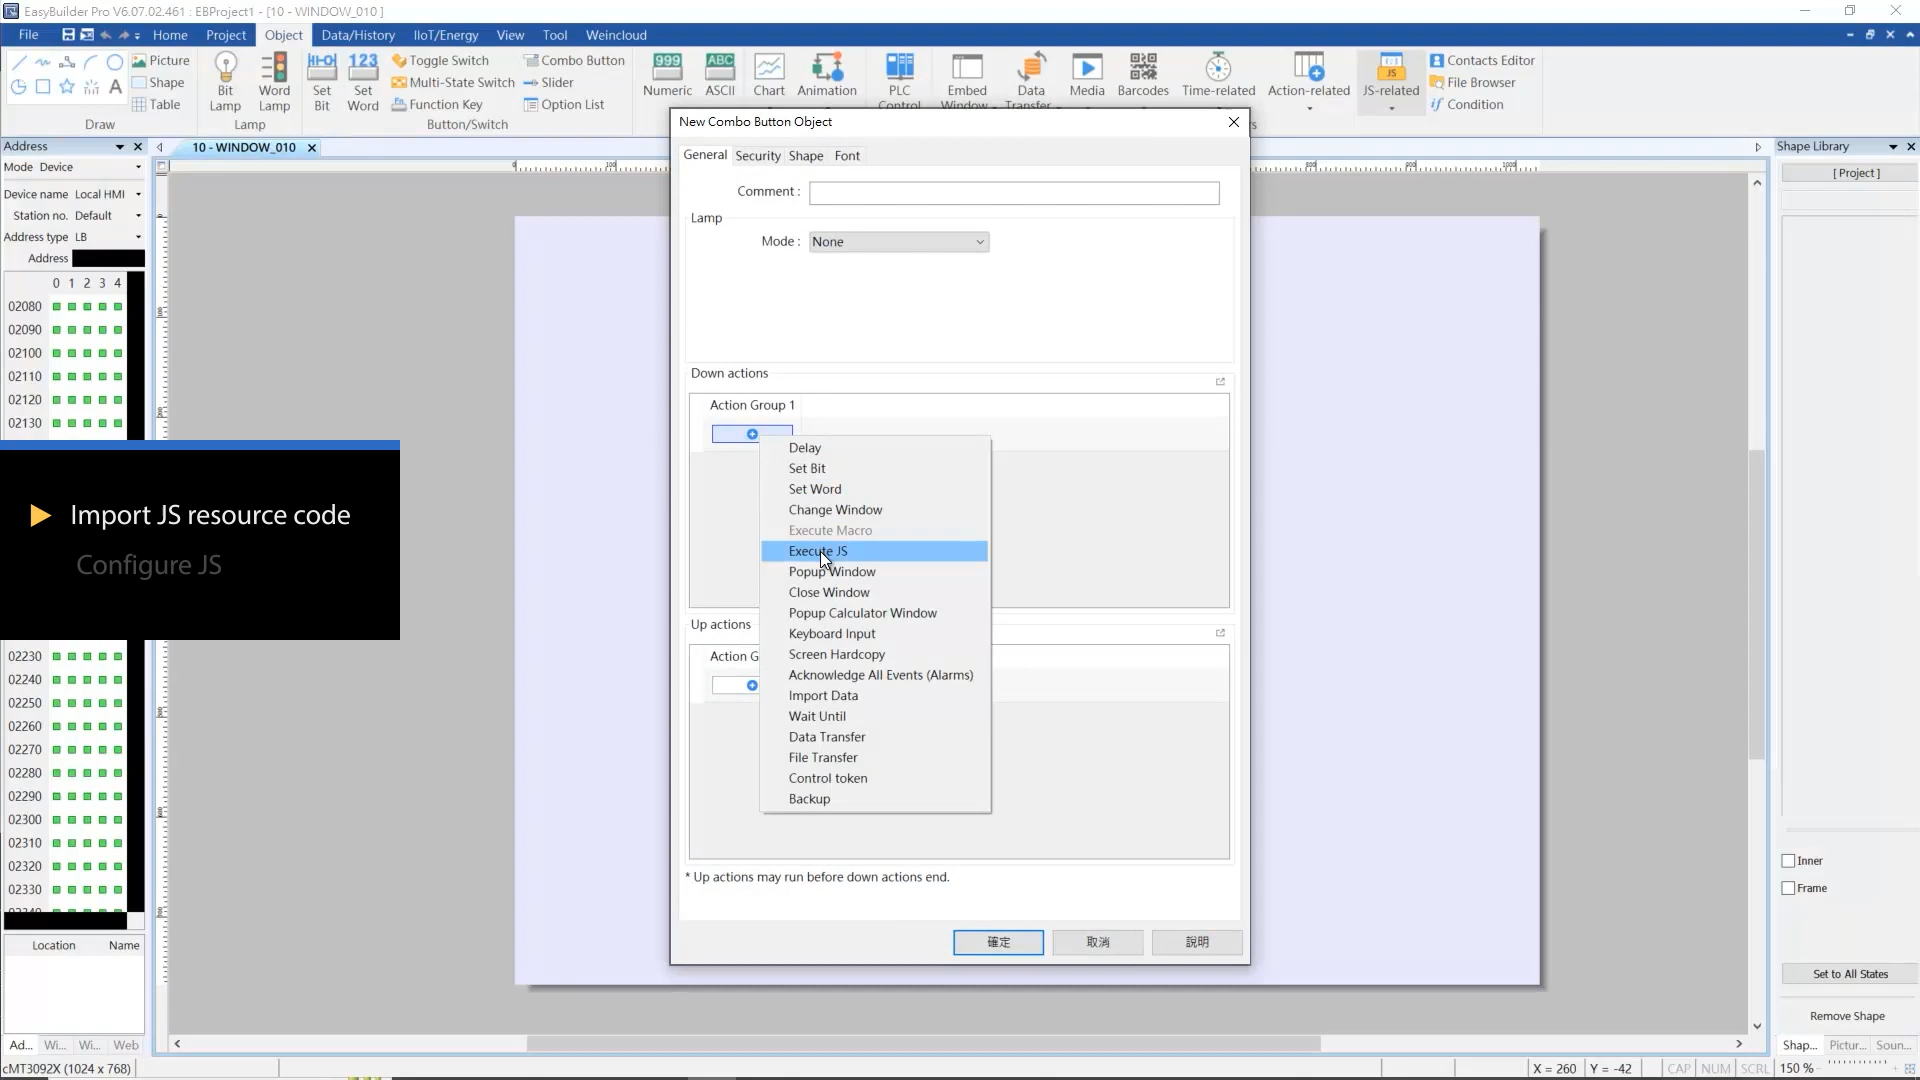 EasyBuilder Pro V6.07.02.461 : EBProject1 - [10 - WINDOW_010 ]
File Home Project Object Data/History IIoT/Energy View Tool Weincloud
Picture
Shape
Table
Draw
Bit Lamp
Word Lamp
Lamp
Set Bit
Set Word
Toggle Switch
Multi-State Switch
Function Key
Combo Button
Slider
Option List
Button/Switch
Numeric
ASCII
Chart
Animation
PLC Control
Embed Window
Data Transfer
Media
Barcodes
Time-related
Action-related
JS-related
Contacts Editor
File Browser
Condition
Address
Mode Device
Device name Local HMI
Station no. Default
Address type LB
Address
0 1 2 3 4
02080
02090
02100
02110
02120
02130
02230
02240
02250
02260
02270
02280
02290
02300
02310
02320
02330
02340
Location Name
Ad... Wi... Wi... Web
10 - WINDOW_010
Import JS resource code
Configure JS
New Combo Button Object
General Security Shape Font
Comment :
Lamp
Mode : None
Down actions
Action Group 1
Delay
Set Bit
Set Word
Change Window
Execute Macro
Execute JS
Popup Window
Close Window
Popup Calculator Window
Keyboard Input
Screen Hardcopy
Acknowledge All Events (Alarms)
Import Data
Wait Until
Data Transfer
File Transfer
Control token
Backup
Up actions
Action G
* Up actions may run before down actions end.
確定 取消 説明
Shape Library
[ Project ]
Inner
Frame
Set to All States
Remove Shape
Shap... Pictur... Soun...
cMT3092X (1024 x 768)
X = 260 Y = -42 CAP NUM SCRL 150 %